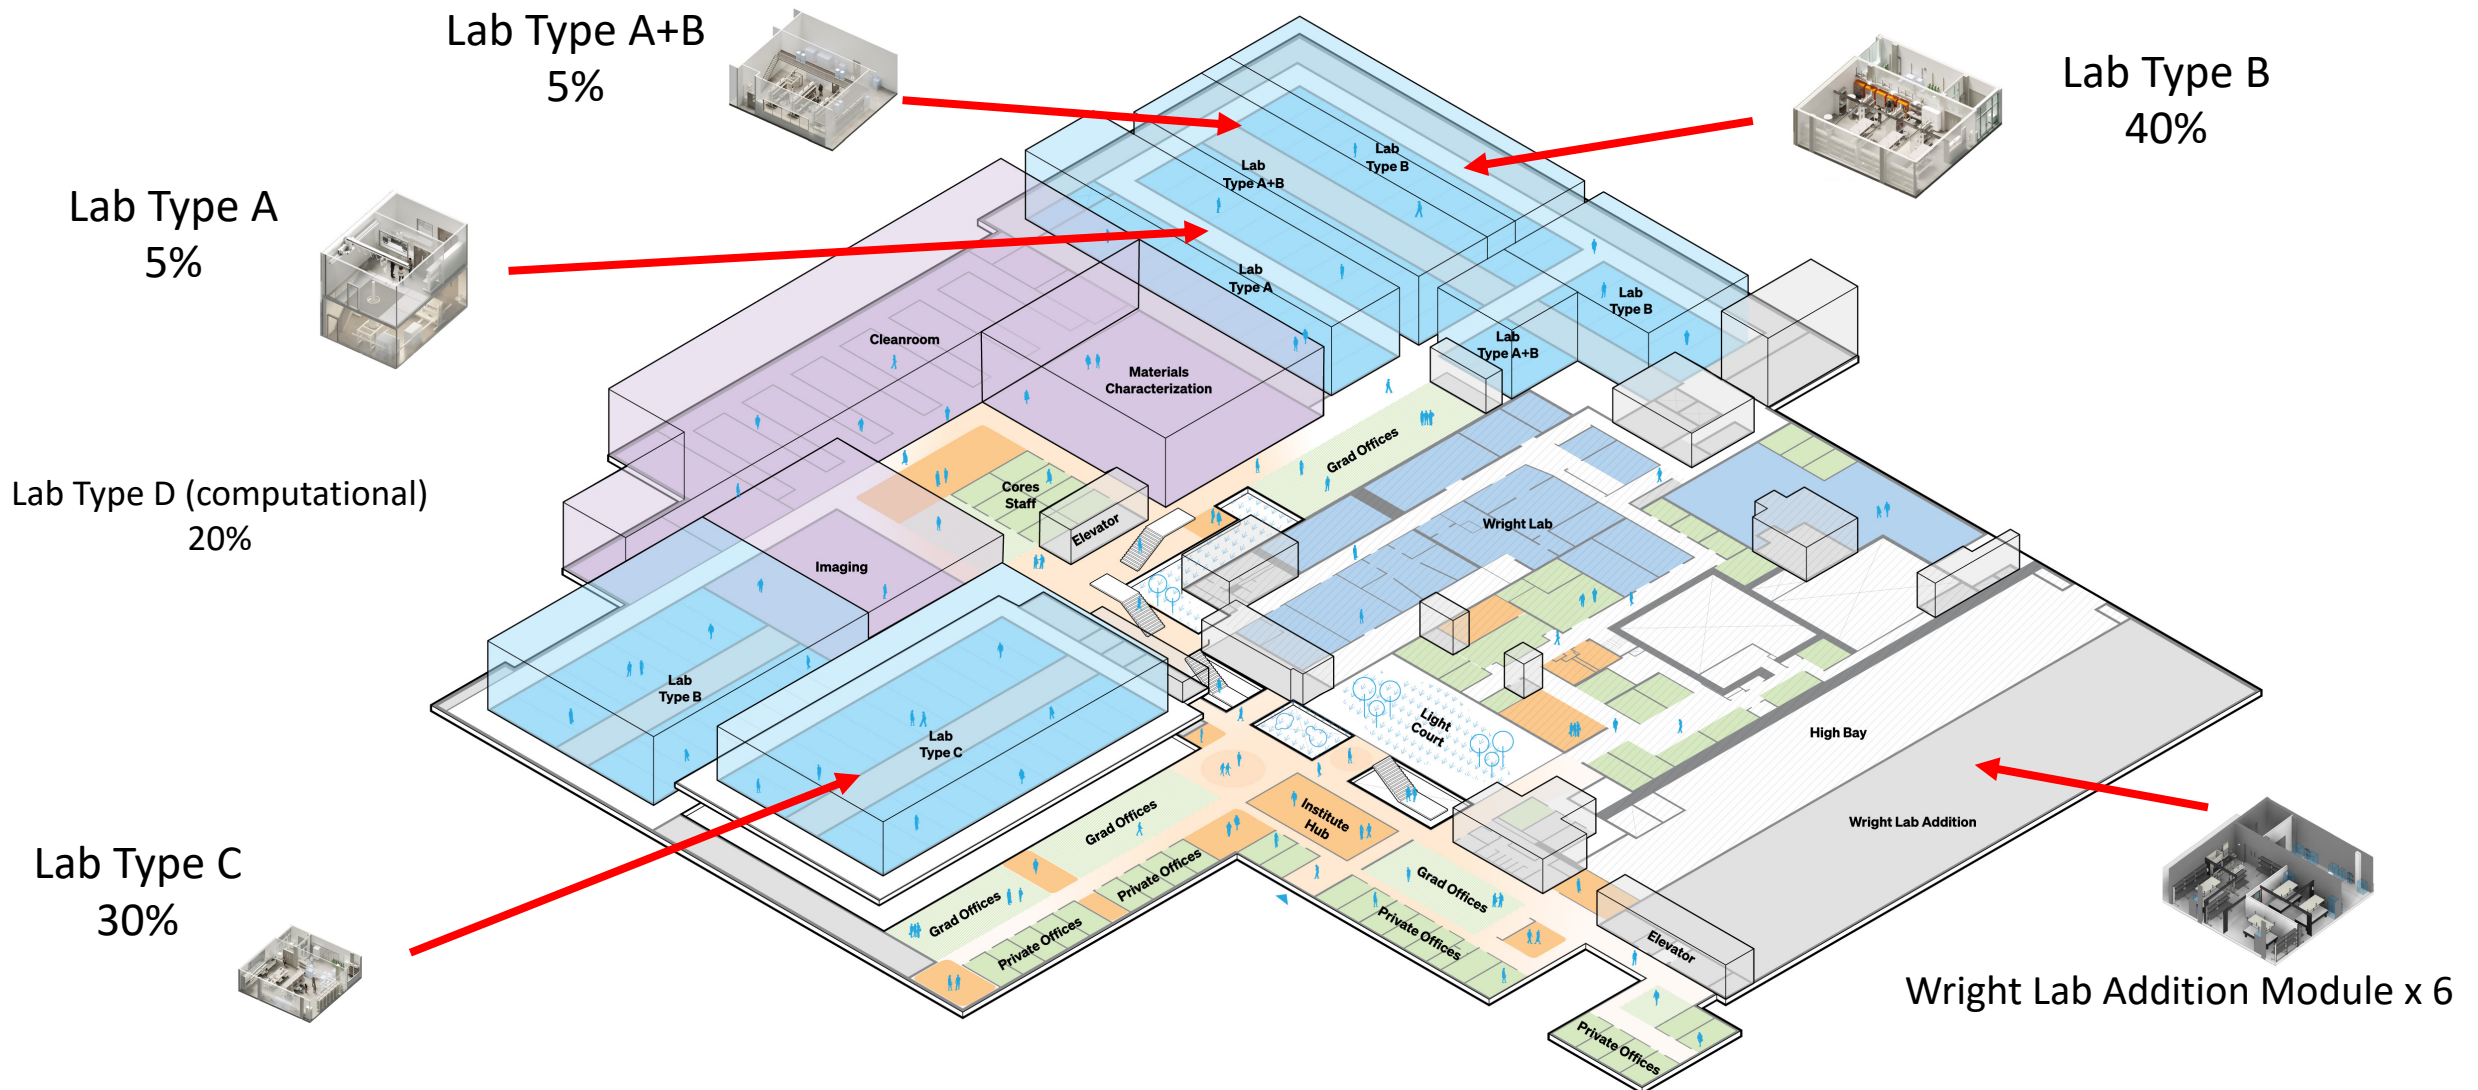 Lab Type A+B
5%
Lab Type B
40%
Lab Type A
5%
Lab Type D (computational)
20%
Lab Type C
30%
Wright Lab Addition Module x 6
Lab
Type B
Lab
Type A+B
Lab
Type A
Lab
Type B
Lab
Type A+B
Cleanroom
Materials
Characterization
Grad Offices
Cores
Staff
Elevator
Wright Lab
Imaging
Lab
Type B
Lab
Type C
Light
Court
High Bay
Wright Lab Addition
Grad Offices
Institute
Hub
Private Offices
Grad Offices
Grad Offices
Private Offices
Private Offices
Elevator
Private Offices